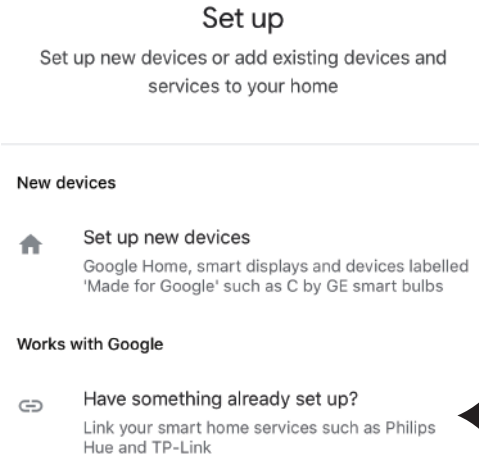 Set up
Set up new devices or add existing devices and
services to your home
New devices
Set up new devices
Google Home, smart displays and devices labelled
'Made for Google' such as C by GE smart bulbs
Works with Google
Have something already set up?
Link your smart home services such as Philips
Hue and TP-Link